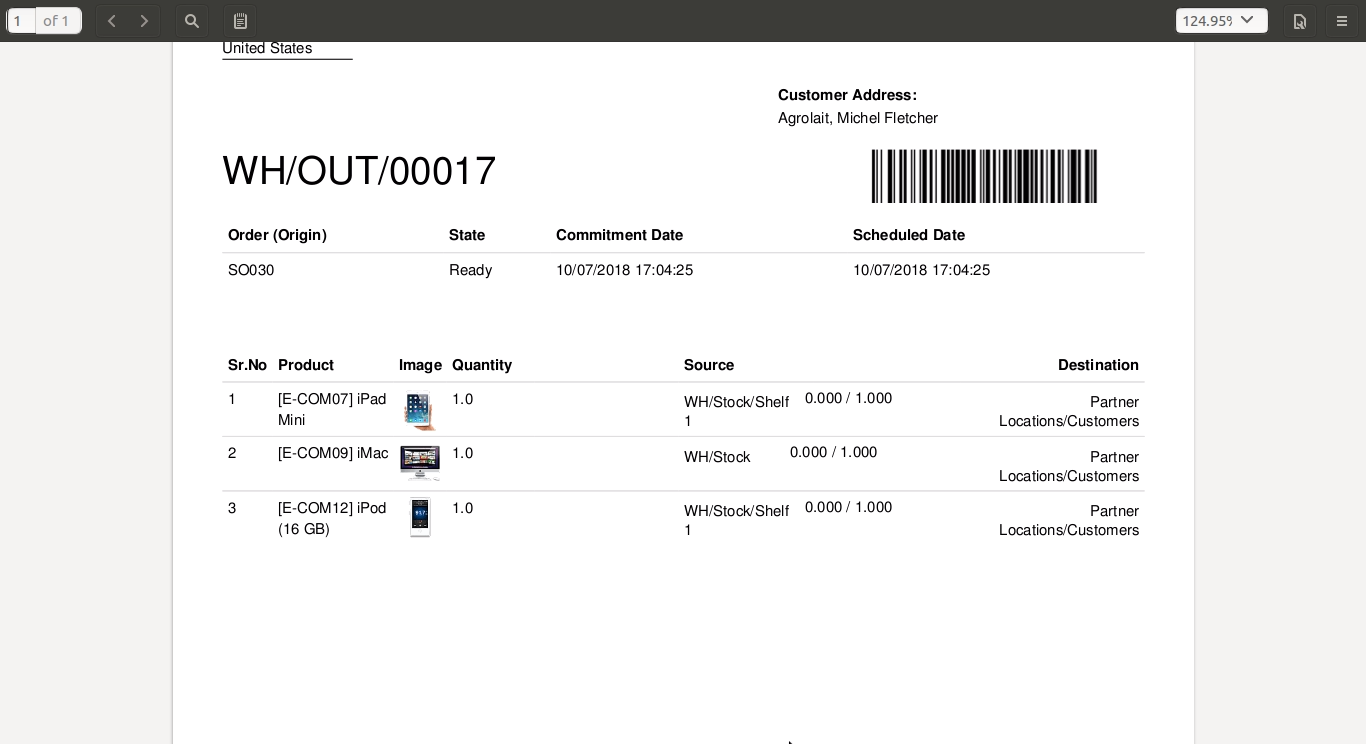 1 of 1 124.95%
United States
Customer Address:
Agrolait, Michel Fletcher
WH/OUT/00017
Order (Origin) State Commitment Date Scheduled Date
SO030 Ready 10/07/2018 17:04:25 10/07/2018 17:04:25
Sr.No Product Image Quantity Source Destination
1 [E-COM07] iPad 1.0 WH/Stock/Shelf 0.000 / 1.000 Partner
Mini 1 Locations/Customers
2 [E-COM09] iMac 1.0 WH/Stock 0.000 / 1.000 Partner
Locations/Customers
3 [E-COM12] iPod 1.0 WH/Stock/Shelf 0.000 / 1.000 Partner
(16 GB) 1 Locations/Customers